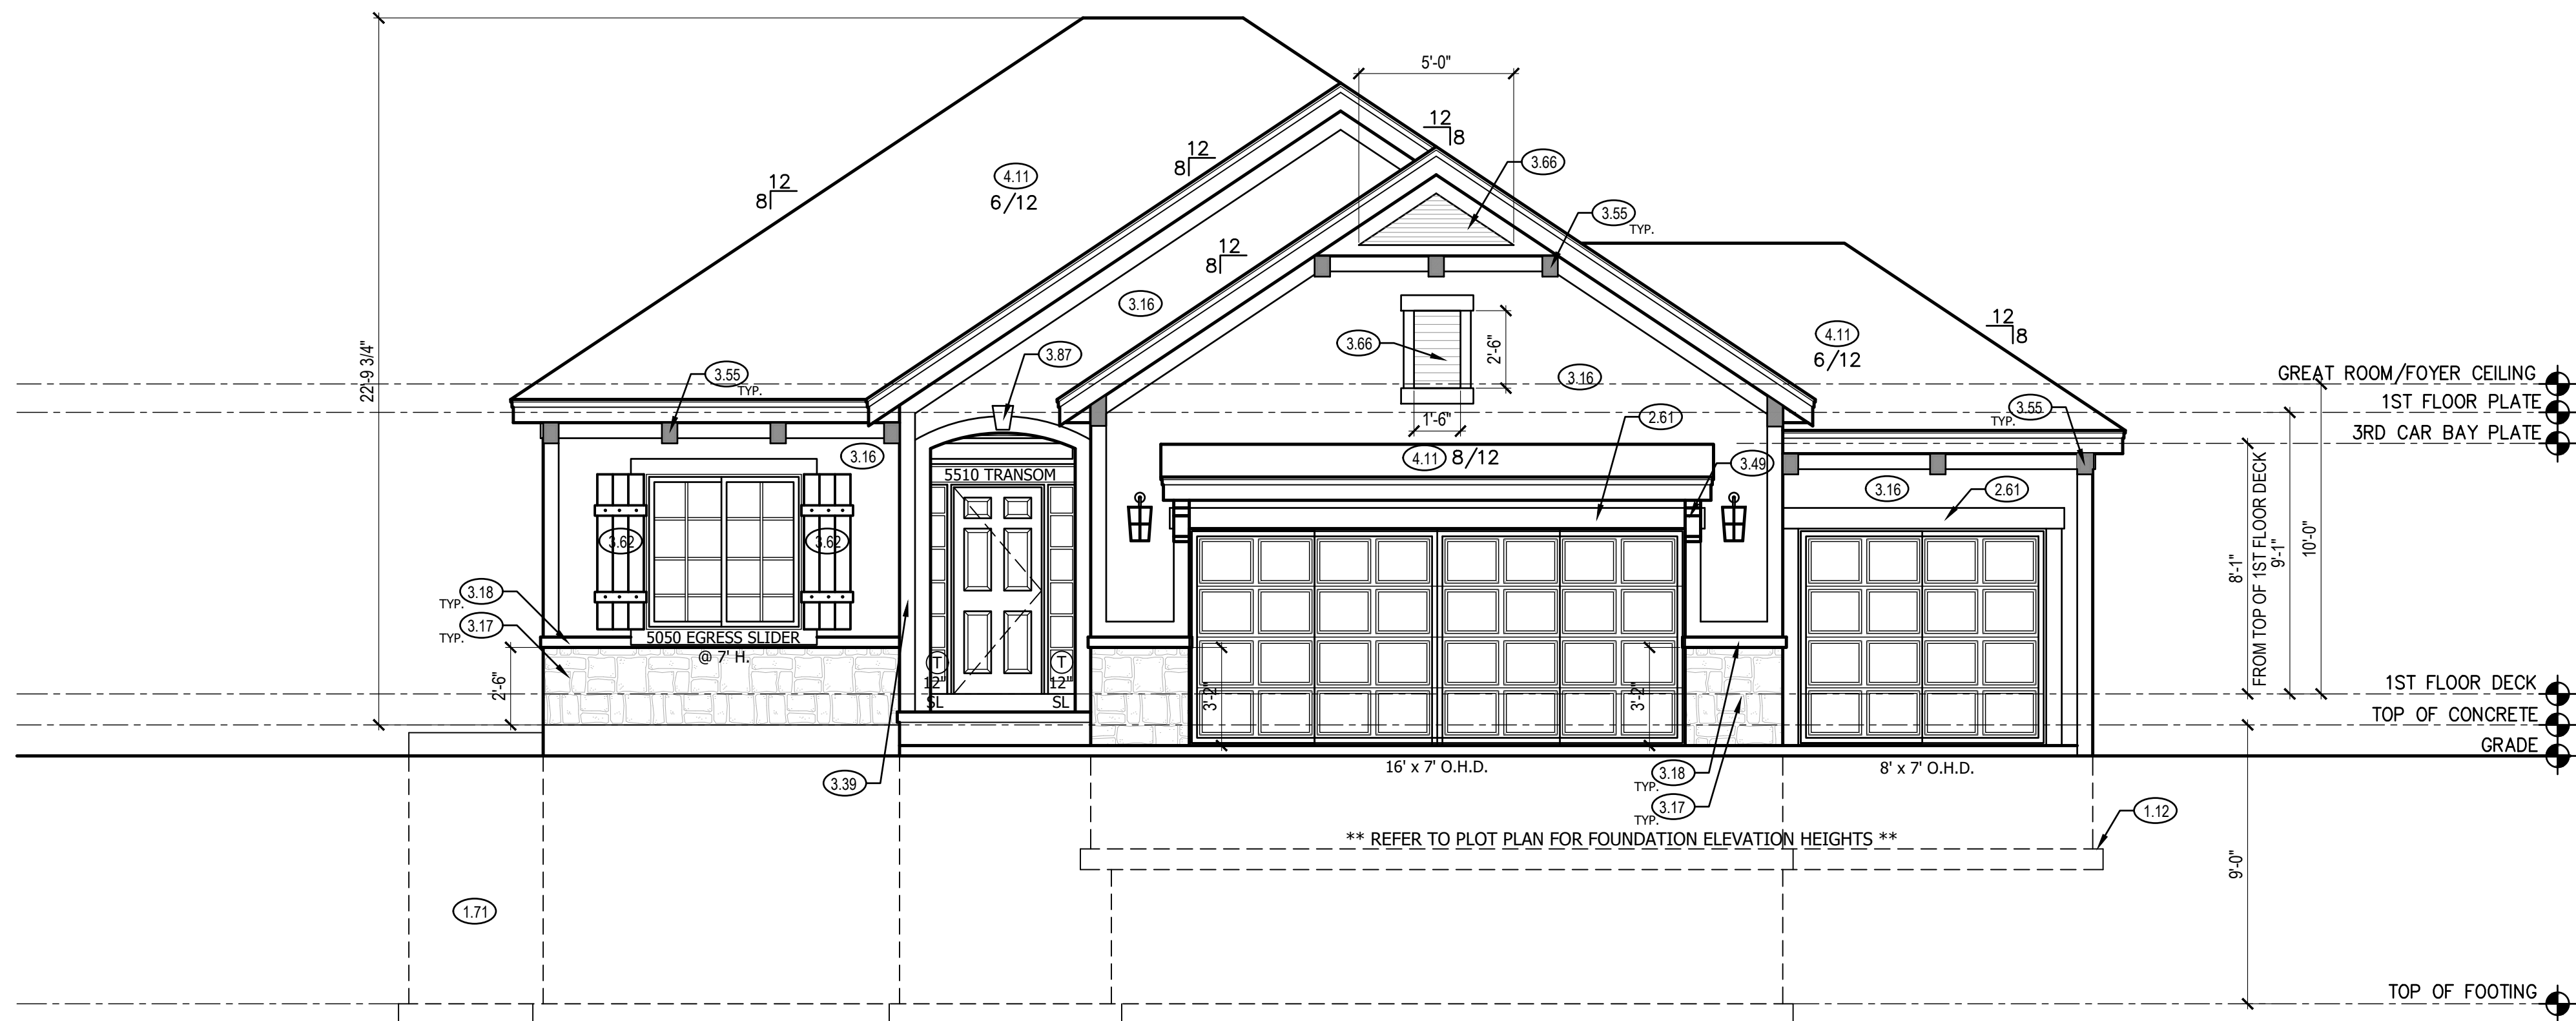 5'-0"
12
8
3.66
12
8
12
8
4.11
6/12
3.55
TYP.
12
8
3.16
12
8
22'-9 3/4"
3.87
3.66
2'-6"
4.11
6/12
GREAT ROOM/FOYER CEILING
3.55
TYP.
3.16
1ST FLOOR PLATE
3.55
TYP.
1'-6"
2.61
3RD CAR BAY PLATE
3.16
4.11 8/12
3.49
5510 TRANSOM
3.16
2.61
3.62
3.62
8'-1"
FROM TOP OF 1ST FLOOR DECK
9'-1"
10'-0"
3.18
TYP.
3.17
TYP.
5050 EGRESS SLIDER
@ 7' H.
T
12"
SL
T
12"
SL
2'-6"
3'-2"
3'-2"
1ST FLOOR DECK
TOP OF CONCRETE
GRADE
16' x 7' O.H.D.
8' x 7' O.H.D.
3.39
3.18
TYP.
3.17
TYP.
1.12
** REFER TO PLOT PLAN FOR FOUNDATION ELEVATION HEIGHTS **
9'-0"
1.71
TOP OF FOOTING